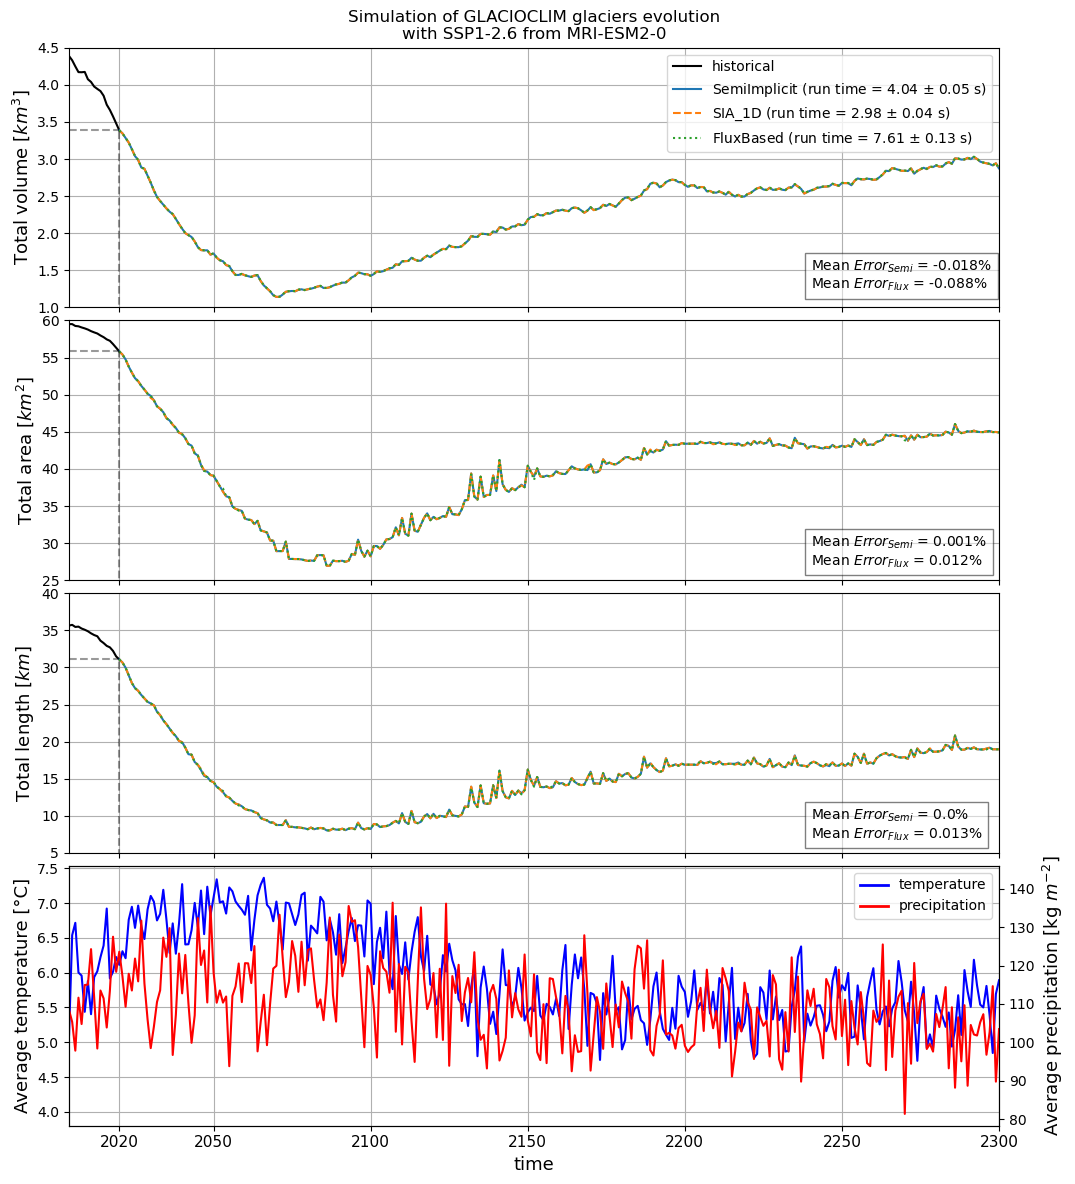 Simulation of GLACIOCLIM glaciers evolution
with SSP1-2.6 from MRI-ESM2-0
Total volume [km³]
4.5
4.0
3.5
3.0
2.5
2.0
1.5
1.0
historical
SemiImplicit (run time = 4.04 ± 0.05 s)
SIA_1D (run time = 2.98 ± 0.04 s)
FluxBased (run time = 7.61 ± 0.13 s)
Mean Error_Semi = -0.018%
Mean Error_Flux = -0.088%
Total area [km²]
60
55
50
45
40
35
30
25
Mean Error_Semi = 0.001%
Mean Error_Flux = 0.012%
Total length [km]
40
35
30
25
20
15
10
5
Mean Error_Semi = 0.0%
Mean Error_Flux = 0.013%
Average temperature [°C]
7.5
7.0
6.5
6.0
5.5
5.0
4.5
4.0
temperature
precipitation
140
130
120
110
100
90
80
Average precipitation [kg m⁻²]
2020 2050 2100 2150 2200 2250 2300
time